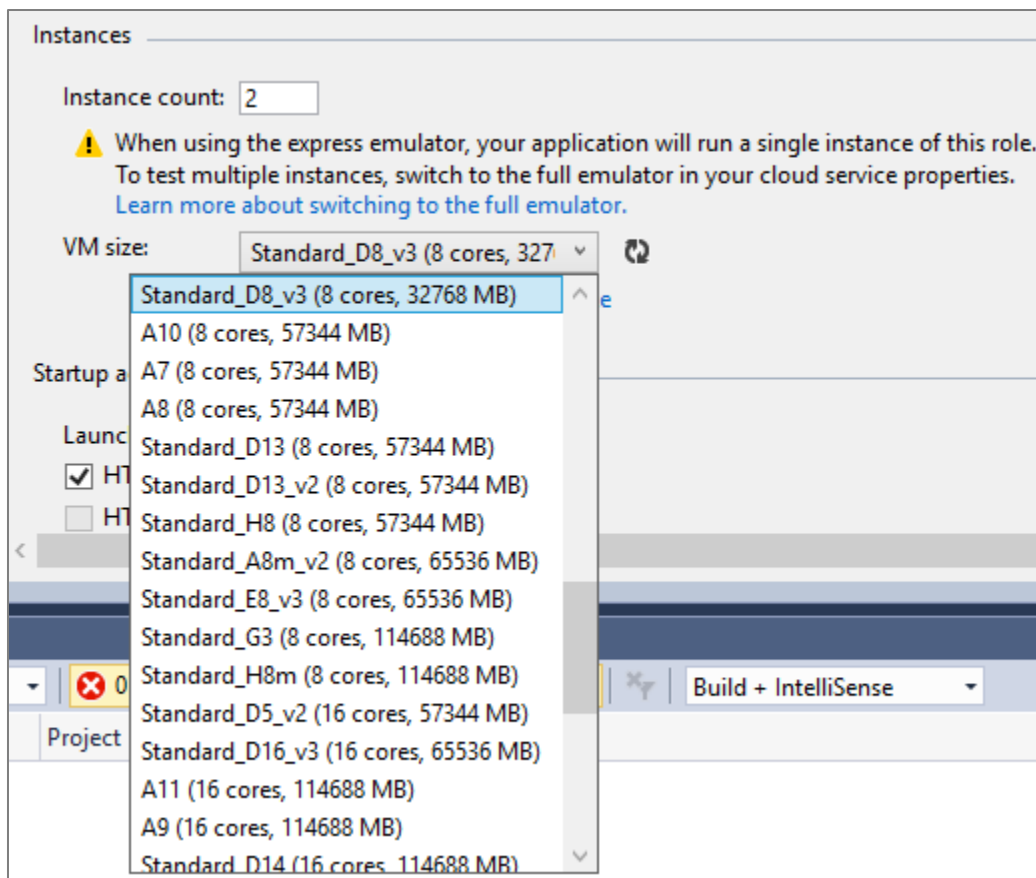 Instances
Instance count: 2
When using the express emulator, your application will run a single instance of this role.
To test multiple instances, switch to the full emulator in your cloud service properties.
Learn more about switching to the full emulator.
VM size: Standard_D8_v3 (8 cores, 327
Standard_D8_v3 (8 cores, 32768 MB)
e
A10 (8 cores, 57344 MB)
A7 (8 cores, 57344 MB)
Startup a
A8 (8 cores, 57344 MB)
Launc
Standard_D13 (8 cores, 57344 MB)
HT
Standard_D13_v2 (8 cores, 57344 MB)
HT
Standard_H8 (8 cores, 57344 MB)
Standard_A8m_v2 (8 cores, 65536 MB)
Standard_E8_v3 (8 cores, 65536 MB)
Standard_G3 (8 cores, 114688 MB)
0
Standard_H8m (8 cores, 114688 MB)
Build + IntelliSense
Standard_D5_v2 (16 cores, 57344 MB)
Project
Standard_D16_v3 (16 cores, 65536 MB)
A11 (16 cores, 114688 MB)
A9 (16 cores, 114688 MB)
Standard_D14 (16 cores, 114688 MB)